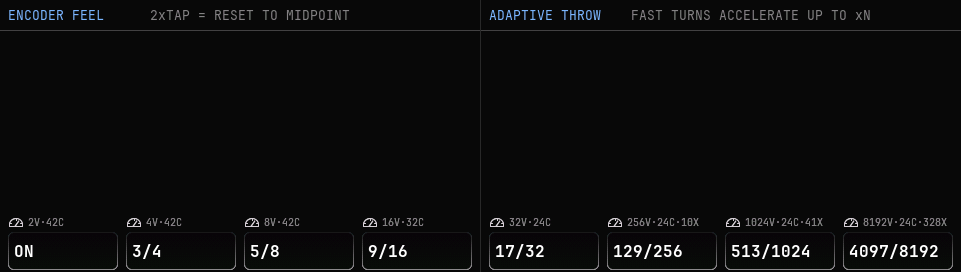 ENCODER FEEL 2xTAP = RESET TO MIDPOINT
ADAPTIVE THROW FAST TURNS ACCELERATE UP TO xN
2V·42C 4V·42C 8V·42C 16V·32C
ON 3/4 5/8 9/16
32V·24C 256V·24C·10X 1024V·24C·41X 8192V·24C·328X
17/32 129/256 513/1024 4097/8192